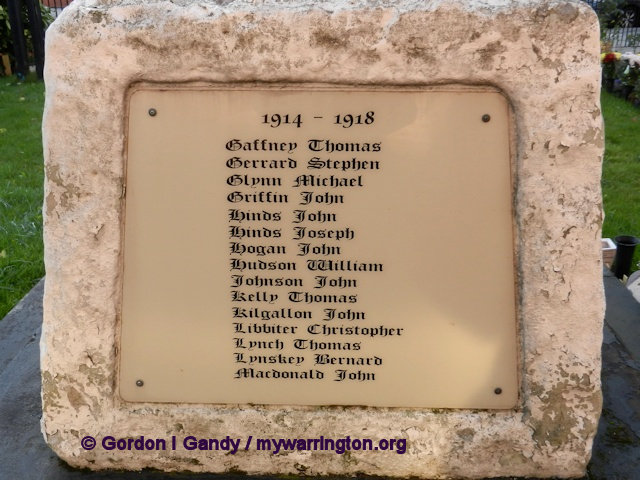 1914 - 1918
Gaffney Thomas
Gerrard Stephen
Glynn Michael
Griffin John
Hinds John
Hinds Joseph
Hogan John
Hudson William
Johnson John
Kelly Thomas
Kilgallon John
Libbiter Christopher
Lynch Thomas
Lynskey Bernard
Macdonald John
© Gordon I Gandy / mywarrington.org